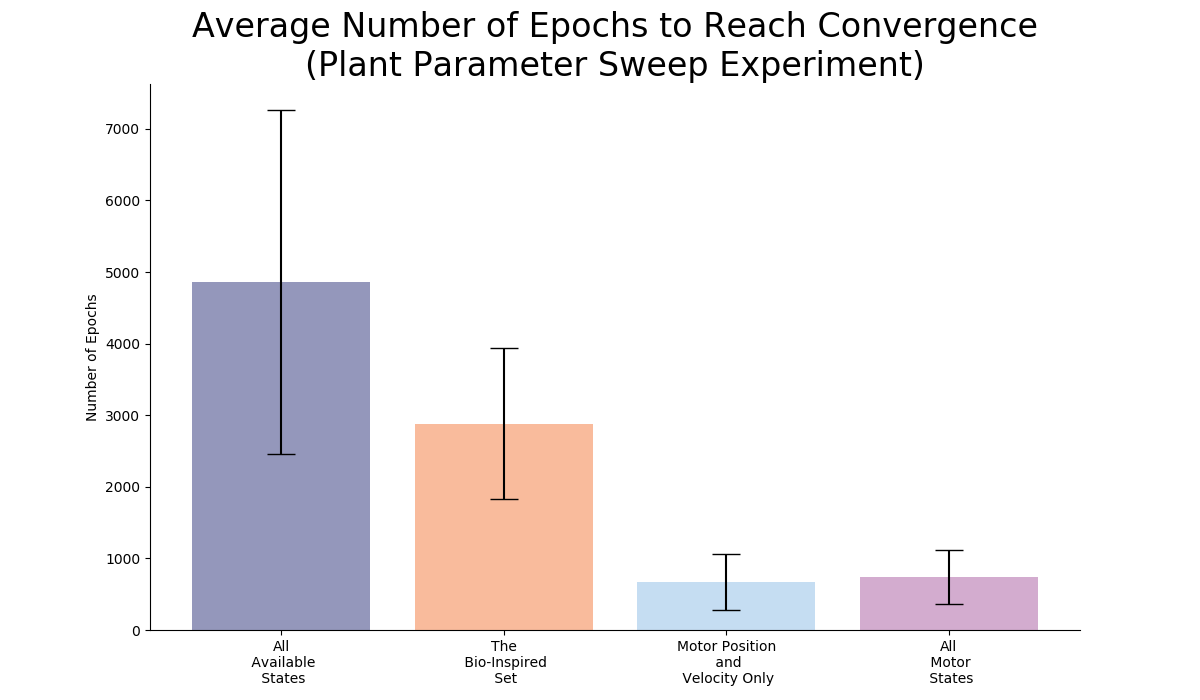 Average Number of Epochs to Reach Convergence
(Plant Parameter Sweep Experiment)
7000
6000
5000
4000
3000
2000
1000
0
Number of Epochs
All
Available
States
The
Bio-Inspired
Set
Motor Position
and
Velocity Only
All
Motor
States